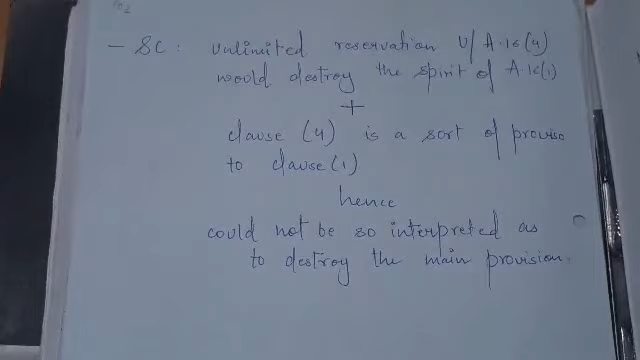 - SC : unlimited reservation U/A.16(4)
would destroy the spirit of A.16(1)
+
clause (4) is a sort of proviso
to clause (1)
hence
could not be so interpreted as
to destroy the main provision.